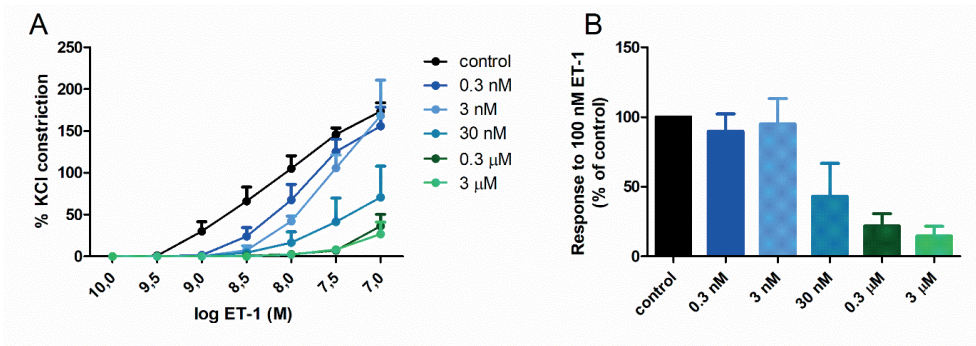 A
% KCl constriction
250
200
150
100
50
0
10,0
9,5
9,0
8,5
8,0
7,5
7,0
log ET-1 (M)
control
0.3 nM
3 nM
30 nM
0.3 μM
3 μM
B
Response to 100 nM ET-1
(% of control)
150
100
50
0
control
0.3 nM
3 nM
30 nM
0.3 μM
3 μM